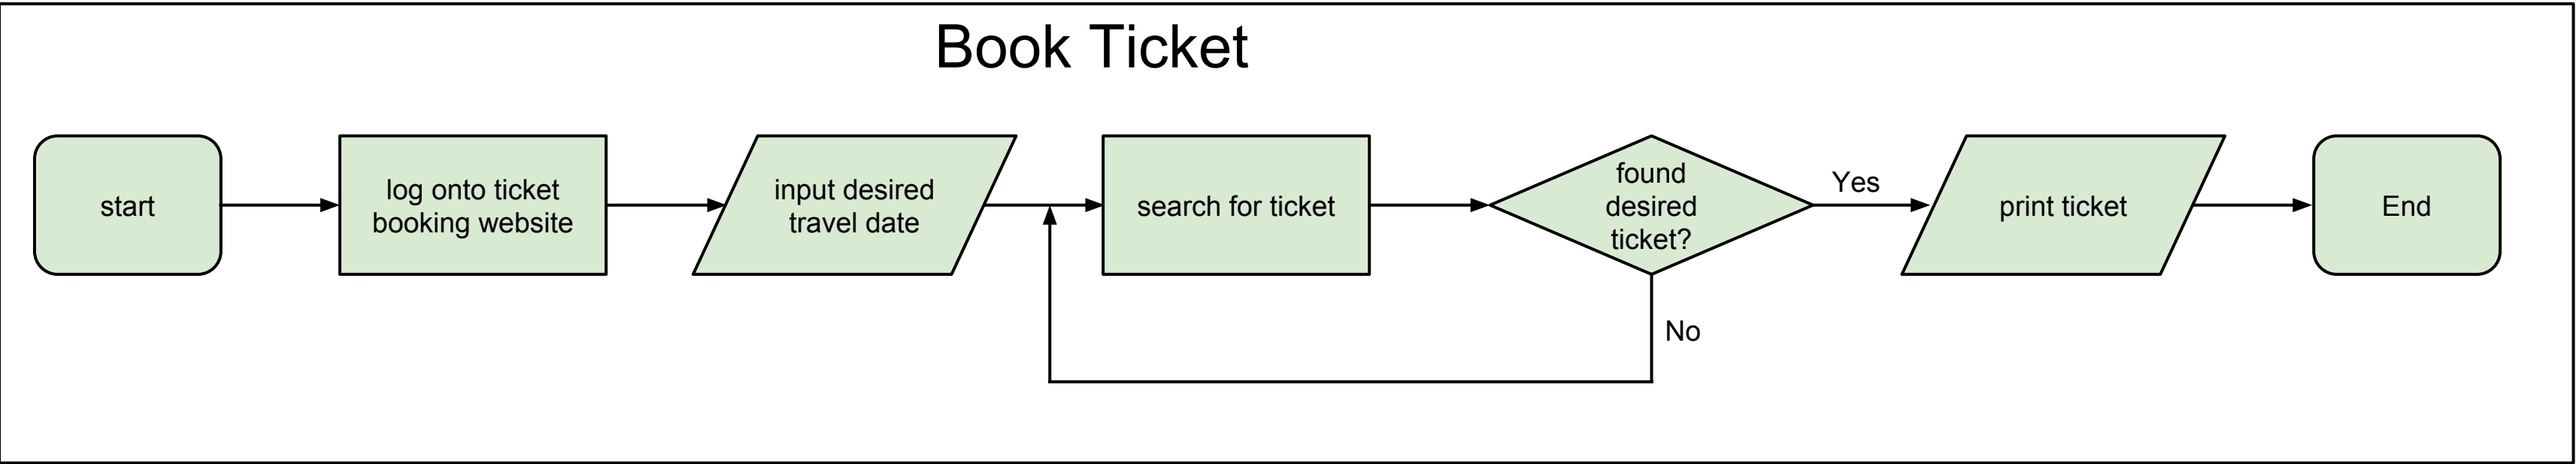 Book Ticket
start
log onto ticket
booking website
input desired
travel date
search for ticket
found
desired
ticket?
Yes
No
print ticket
End